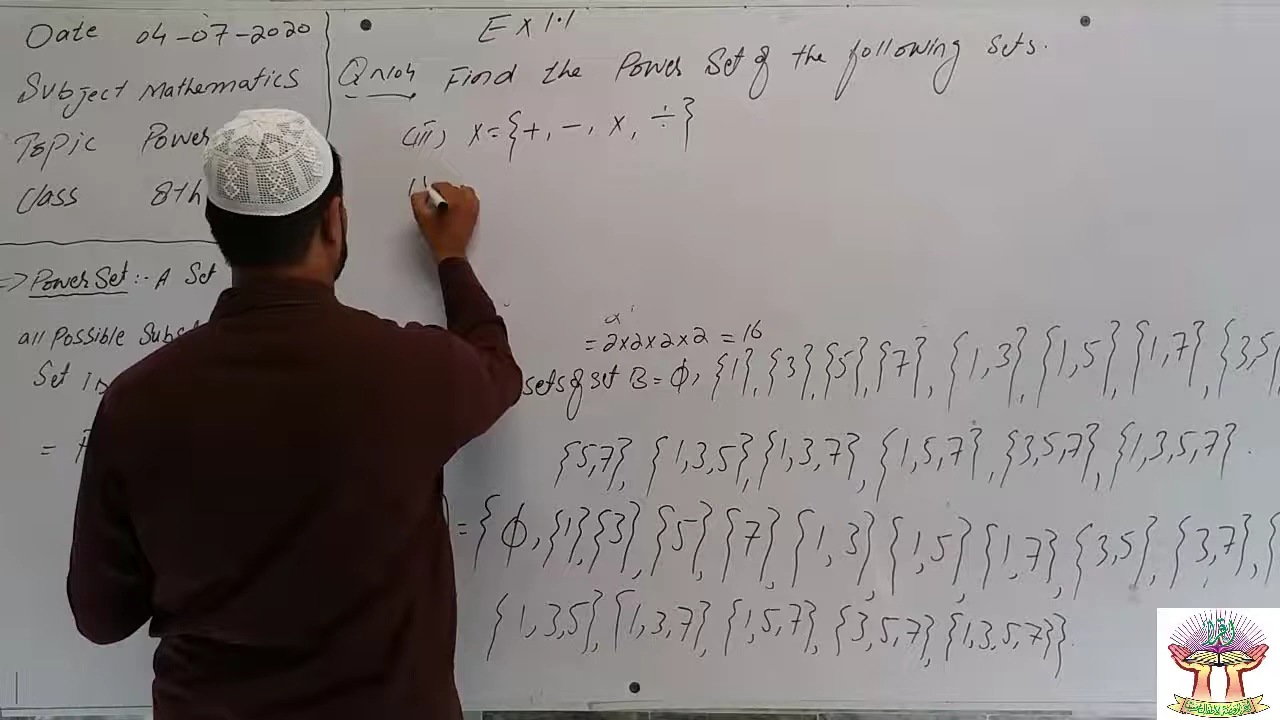 Date 04-07-2020
Subject Mathematics
Topic Power
Class 8th
=> Power Set :- A Set
all Possible
Set
=
Ex 1.1
Q no4 Find the Power Set of the following sets.
(iii) X = {+, -, ×, ÷}
= 2×2×2×2 = 16
sets of set B = φ, {1}, {3}, {5}, {7}, {1,3}, {1,5}, {1,7}, {3,5
{5,7}, {1,3,5}, {1,3,7}, {1,5,7}, {3,5,7}, {1,3,5,7}.
= {φ, {1}, {3}, {5}, {7}, {1,3}, {1,5}, {1,7}, {3,5}, {3,7}, {
{1,3,5}, {1,3,7}, {1,5,7}, {3,5,7}, {1,3,5,7}}.